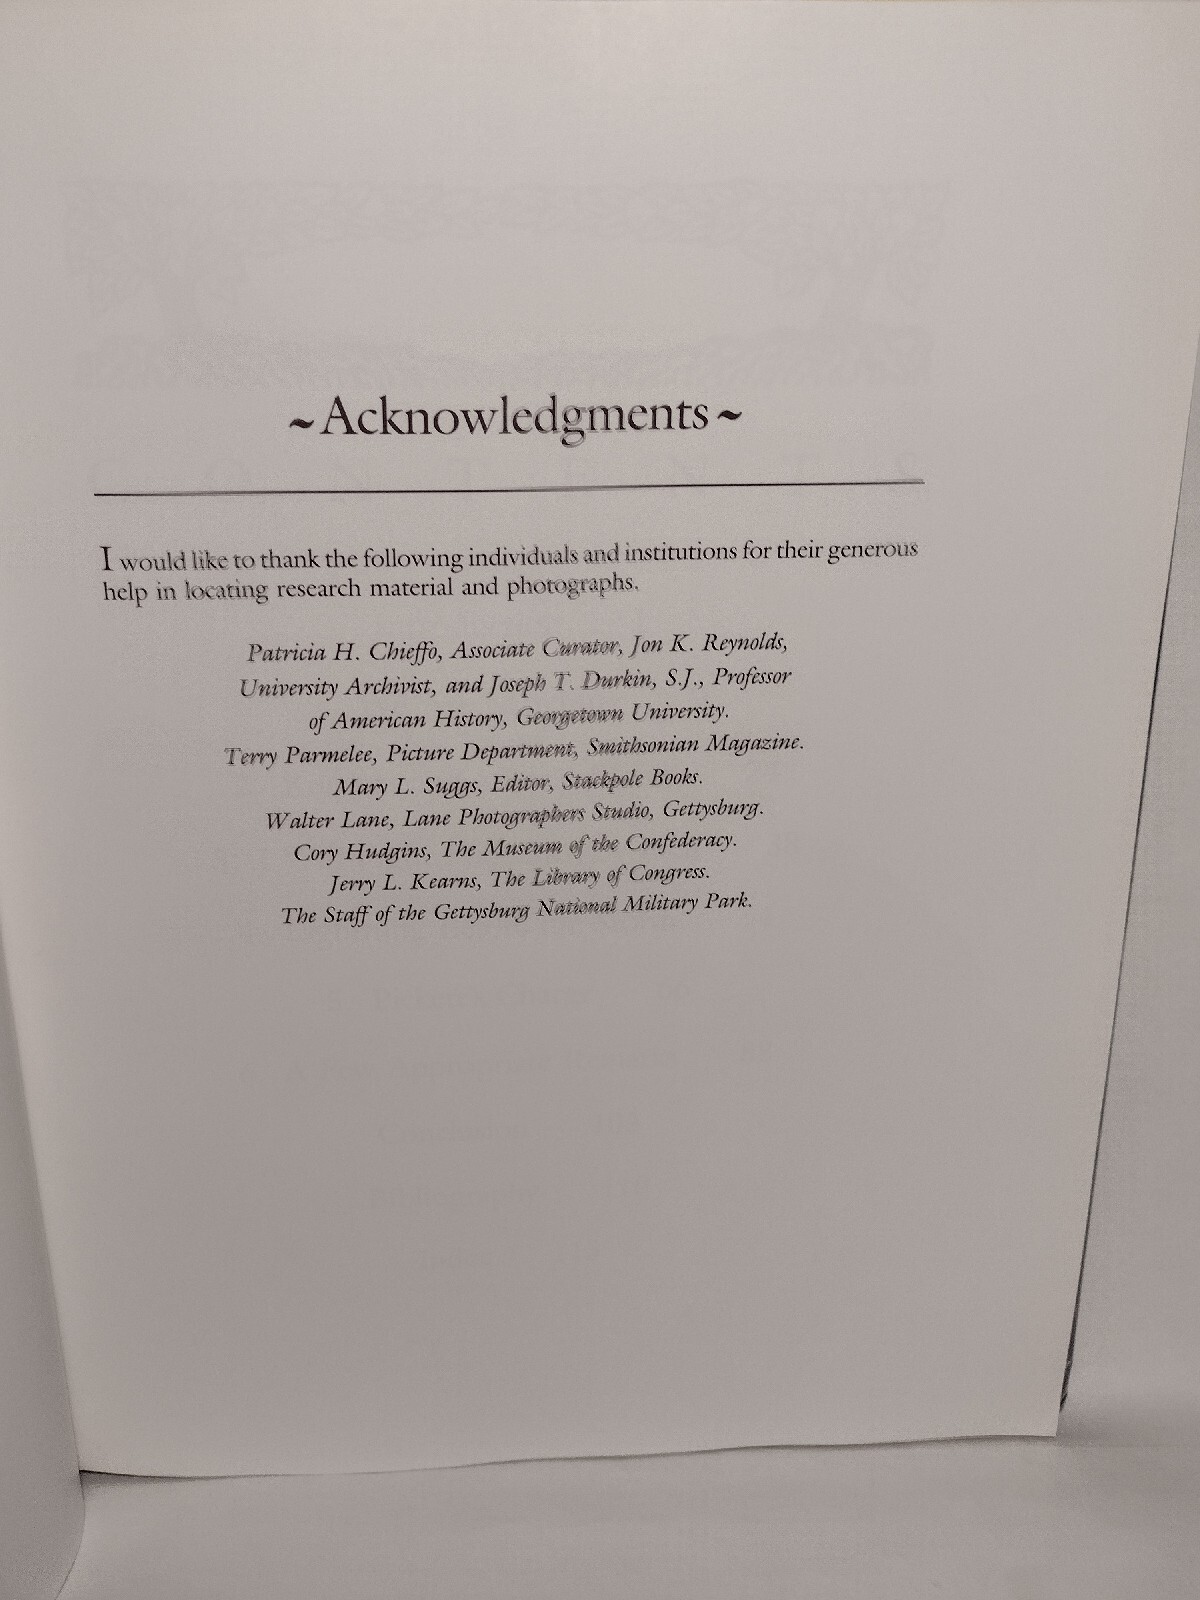 ~Acknowledgments~
I would like to thank the following individuals and institutions for their generous
help in locating research material and photographs.
Patricia H. Chieffo, Associate Curator, Jon K. Reynolds,
University Archivist, and Joseph T. Durkin, S.J., Professor
of American History, Georgetown University.
Terry Parmelee, Picture Department, Smithsonian Magazine.
Mary L. Suggs, Editor, Stackpole Books.
Walter Lane, Lane Photographers Studio, Gettysburg.
Cory Hudgins, The Museum of the Confederacy.
Jerry L. Kearns, The Library of Congress.
The Staff of the Gettysburg National Military Park.